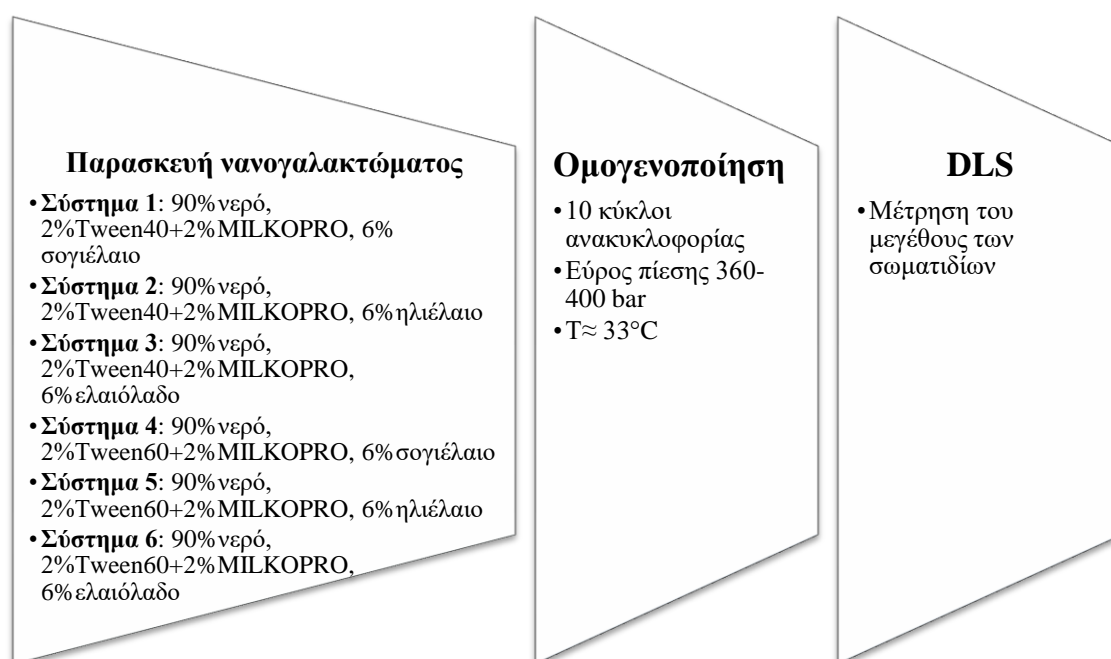 Παρασκευή νανογαλακτώματος
•Σύστημα 1: 90%νερό,
2%Tween40+2%MILKOPRO, 6%
σογιέλαιο
•Σύστημα 2: 90%νερό,
2%Tween40+2%MILKOPRO, 6%ηλιέλαιο
•Σύστημα 3: 90%νερό,
2%Tween40+2%MILKOPRO,
6%ελαιόλαδο
•Σύστημα 4: 90%νερό,
2%Tween60+2%MILKOPRO, 6%σογιέλαιο
•Σύστημα 5: 90%νερό,
2%Tween60+2%MILKOPRO, 6%ηλιέλαιο
•Σύστημα 6: 90%νερό,
2%Tween60+2%MILKOPRO,
6%ελαιόλαδο
Ομογενοποίηση
•10 κύκλοι
ανακυκλοφορίας
•Εύρος πίεσης 360-
400 bar
•T≈ 33°C
DLS
•Μέτρηση του
μεγέθους των
σωματιδίων